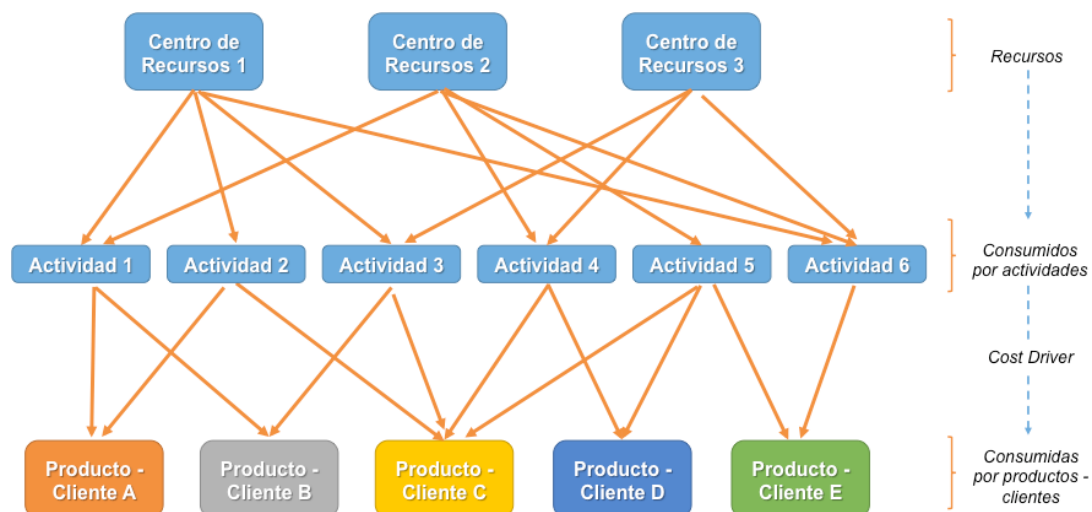 Centro de
Recursos 1
Centro de
Recursos 2
Centro de
Recursos 3
Recursos
Actividad 1
Actividad 2
Actividad 3
Actividad 4
Actividad 5
Actividad 6
Consumidos
por actividades
Cost Driver
Producto -
Cliente A
Producto -
Cliente B
Producto -
Cliente C
Producto -
Cliente D
Producto -
Cliente E
Consumidas
por productos -
clientes